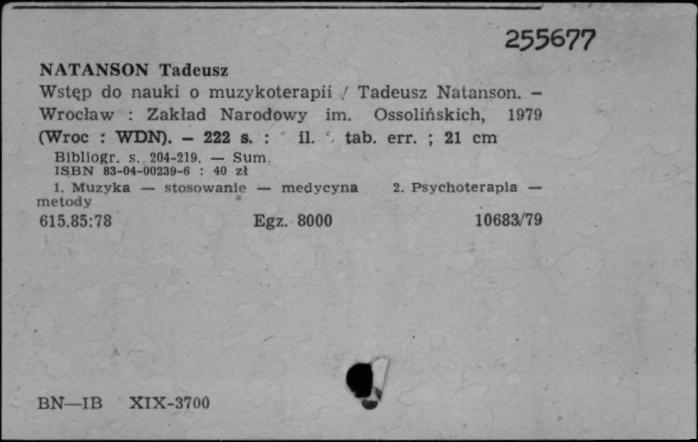 255677
NATANSON Tadeusz
Wstęp do nauki o muzykoterapii / Tadeusz Natanson. —
Wrocław : Zakład Narodowy im. Ossolińskich, 1979
(Wroc : WDN). — 222 s. : il. tab. err. ; 21 cm
Bibliogr. s. 204-219. — Sum.
ISBN 83-04-00239-6 : 40 zł
1. Muzyka — stosowanie — medycyna 2. Psychoterapia —
metody
615.85:78 Egz. 8000 10683/79
BN—IB XIX-3700